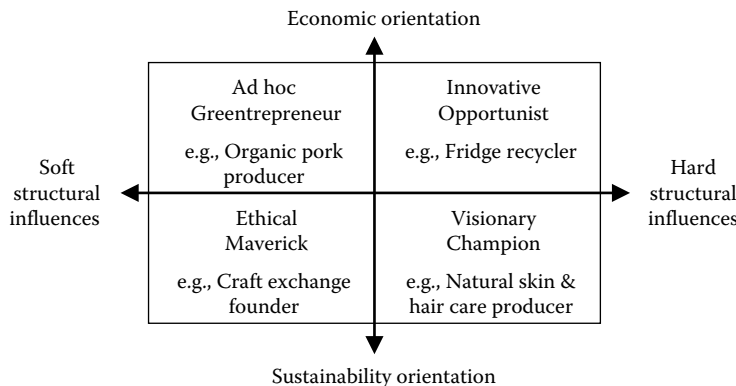 Economic orientation
Ad hoc
Greentrepreneur
e.g., Organic pork
producer
Innovative
Opportunist
e.g., Fridge recycler
Soft
structural
influences
Hard
structural
influences
Ethical
Maverick
e.g., Craft exchange
founder
Visionary
Champion
e.g., Natural skin &
hair care producer
Sustainability orientation